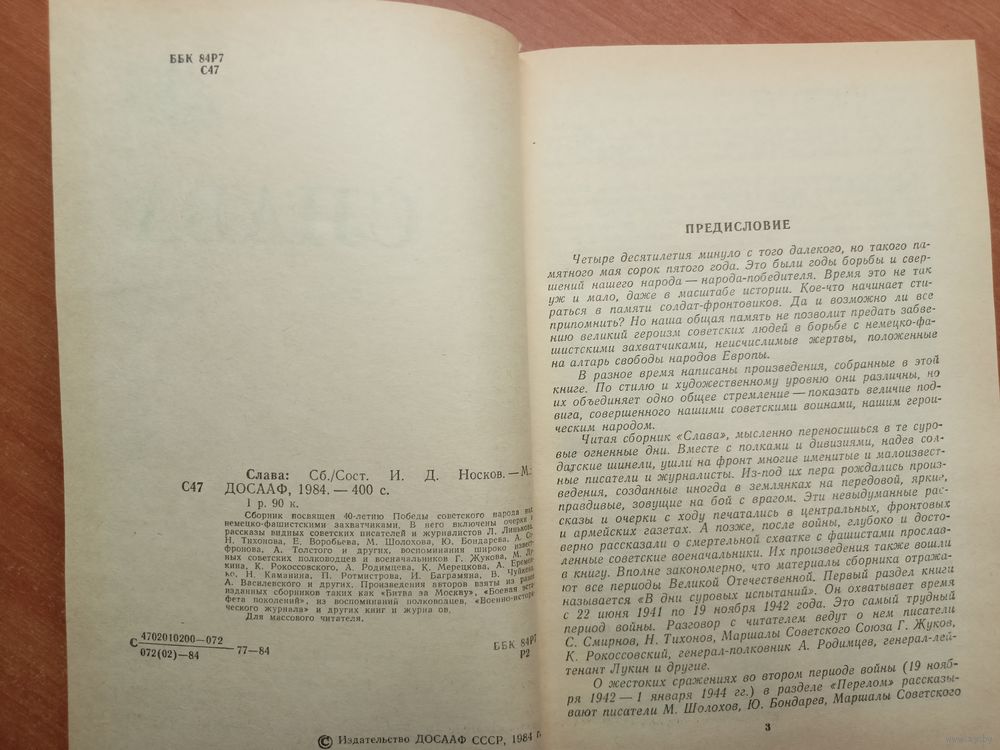 ББК 84Р7
С47
Слава: Сб./Сост. И. Д. Носков. — М.:
С47 ДОСААФ, 1984. — 400 с.
1 р. 90 к.
Сборник посвящен 40-летию Победы советского народа над
немецко-фашистскими захватчиками. В него включены очерки и
рассказы видных советских писателей и журналистов Л. Линькова,
Н. Тихонова, Е. Воробьева, М. Шолохова, Ю. Бондарева, А. Со-
фронова, А. Толстого и других, воспоминания широко извест-
ных советских полководцев и военачальников Г. Жукова, М. Лу-
кина, К. Рокоссовского, А. Родимцева, К. Мерецкова, А. Еремен-
ко, Н. Каманина, П. Ротмистрова, И. Баграмяна, В. Чуйкова,
А. Василевского и других. Произведения авторов взяты из ранее
изданных сборников таких как «Битва за Москву», «Боевая эста-
фета поколений», из воспоминаний полководцев, «Военно-истори-
ческого журнала» и других книг и журна ов.
Для массового читателя.
С 4702010200—072
072(02)—84
77—84
ББК 84Р7
Р2
© Издательство ДОСААФ СССР, 1984 г.
ПРЕДИСЛОВИЕ
Четыре десятилетия минуло с того далекого, но такого па-
мятного мая сорок пятого года. Это были годы борьбы и свер-
шений нашего народа — народа-победителя. Время это не так
уж и мало, даже в масштабе истории. Кое-что начинает сти-
раться в памяти солдат-фронтовиков. Да и возможно ли все
вспомнить? Но наша общая память не позволит предать забве-
нию великий героизм советских людей в борьбе с немецко-фа-
шистскими захватчиками, неисчислимые жертвы, положенные
на алтарь свободы народов Европы.
В разное время написаны произведения, собранные в этой
книге. По стилю и художественному уровню они различны, но
их объединяет одно общее стремление — показать величие под-
вига, совершенного нашими советскими воинами, нашим герои-
ческим народом.
Читая сборник «Слава», мысленно переносишься в те суро-
вые огненные дни. Вместе с полками и дивизиями, надев сол-
датские шинели, ушли на фронт многие именитые и малоизвест-
ные писатели и журналисты. Из-под их пера рождались произ-
ведения, созданные иногда в землянках на передовой, яркие,
правдивые, зовущие на бой с врагом. Эти невыдуманные рас-
сказы и очерки с ходу печатались в центральных, фронтовых
и армейских газетах. А позже, после войны, глубоко и досто-
верно рассказали о смертельной схватке с фашистами прослав-
ленные советские военачальники. Их произведения также вошли
в книгу. Вполне закономерно, что материалы сборника отража-
ют все периоды Великой Отечественной. Первый раздел книги
называется «В дни суровых испытаний». Он охватывает время
с 22 июня 1941 по 19 ноября 1942 года. Это самый трудный
период войны. Разговор с читателем ведут о нем писатели
С. Смирнов, Н. Тихонов, Маршалы Советского Союза Г. Жуков,
К. Рокоссовский, генерал-полковник А. Родимцев, генерал-лей-
тенант Лукин и другие.
О жестоких сражениях во втором периоде войны (19 нояб-
ря 1942 — 1 января 1944 гг.) в разделе «Перелом» рассказы-
вают писатели М. Шолохов, Ю. Бондарев, Маршалы Советского
3